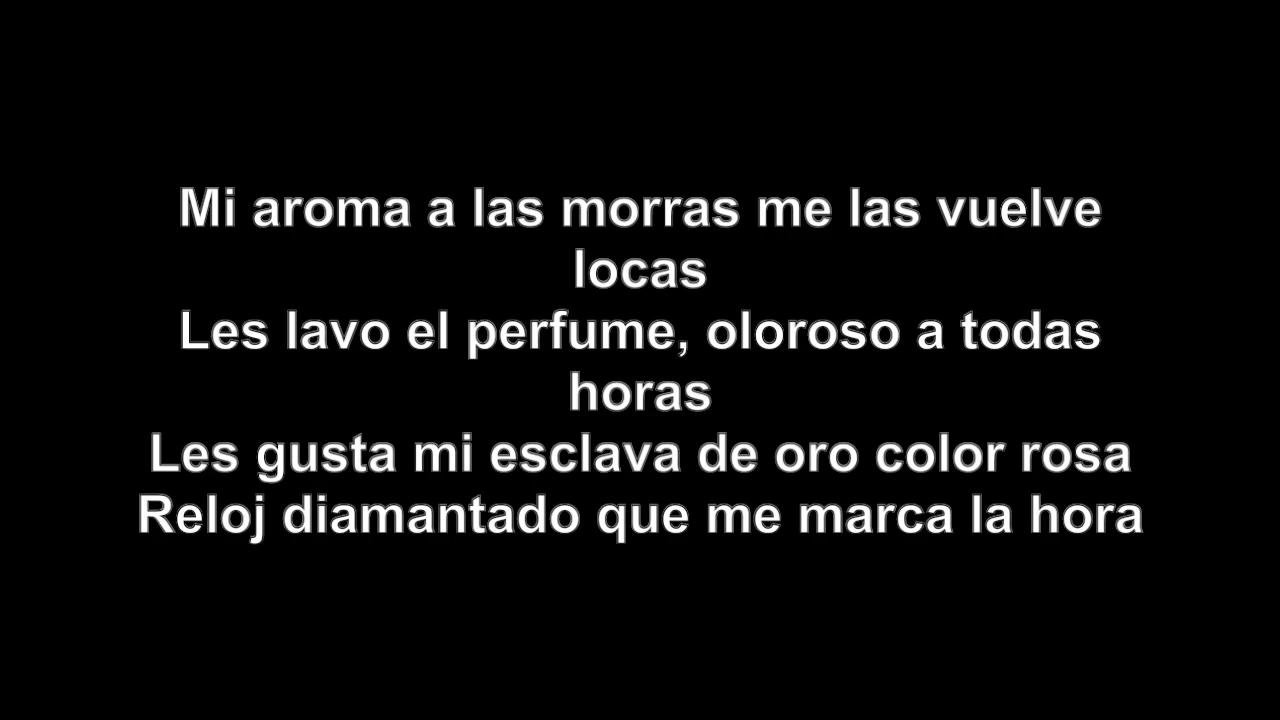 Mi aroma a las morras me las vuelve
locas
Les lavo el perfume, oloroso a todas
horas
Les gusta mi esclava de oro color rosa
Reloj diamantado que me marca la hora